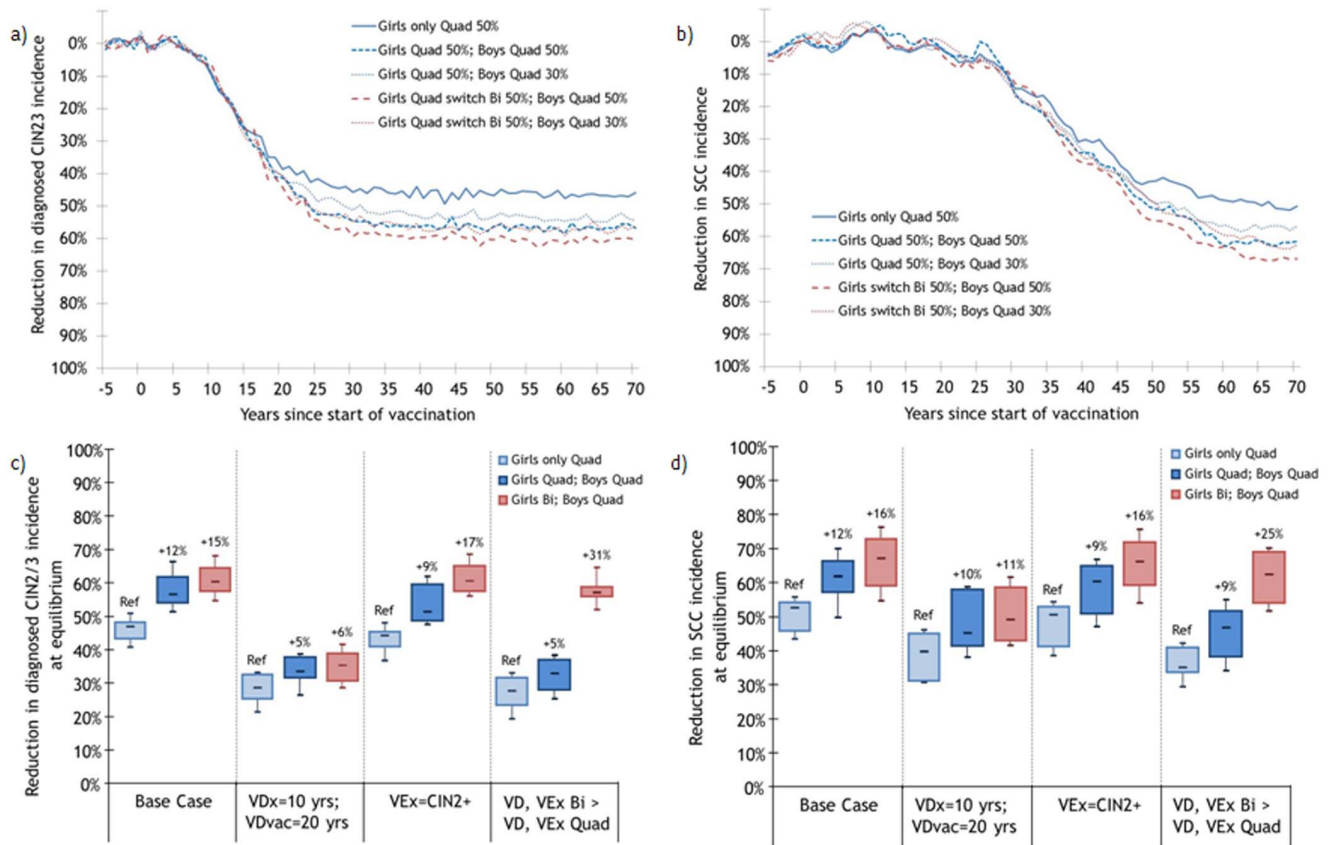 a)
Reduction in diagnosed CIN23 incidence
0%
10%
20%
30%
40%
50%
60%
70%
80%
90%
100%
Girls only Quad 50%
Girls Quad 50%; Boys Quad 50%
Girls Quad 50%; Boys Quad 30%
Girls Quad switch Bi 50%; Boys Quad 50%
Girls Quad switch Bi 50%; Boys Quad 30%
-5 0 5 10 15 20 25 30 35 40 45 50 55 60 65 70
Years since start of vaccination
b)
Reduction in SCC incidence
0%
10%
20%
30%
40%
50%
60%
70%
80%
90%
100%
Girls only Quad 50%
Girls Quad 50%; Boys Quad 50%
Girls Quad 50%; Boys Quad 30%
Girls switch Bi 50%; Boys Quad 50%
Girls switch Bi 50%; Boys Quad 30%
-5 0 5 10 15 20 25 30 35 40 45 50 55 60 65 70
Years since start of vaccination
c)
Reduction in diagnosed CIN2/3 incidence
at equilibrium
100%
90%
80%
70%
60%
50%
40%
30%
20%
10%
0%
Girls only Quad
Girls Quad; Boys Quad
Girls Bi; Boys Quad
Ref +12% +15%
Ref +5% +6%
Ref +9% +17%
Ref +5% +31%
Base Case
VDx=10 yrs;
VDvac=20 yrs
VEx=CIN2+
VD, VEx Bi >
VD, VEx Quad
d)
Reduction in SCC incidence
at equilibrium
100%
90%
80%
70%
60%
50%
40%
30%
20%
10%
0%
Girls only Quad
Girls Quad; Boys Quad
Girls Bi; Boys Quad
Ref +12% +16%
Ref +10% +11%
Ref +9% +16%
Ref +9% +25%
Base Case
VDx=10 yrs;
VDvac=20 yrs
VEx=CIN2+
VD, VEx Bi >
VD, VEx Quad